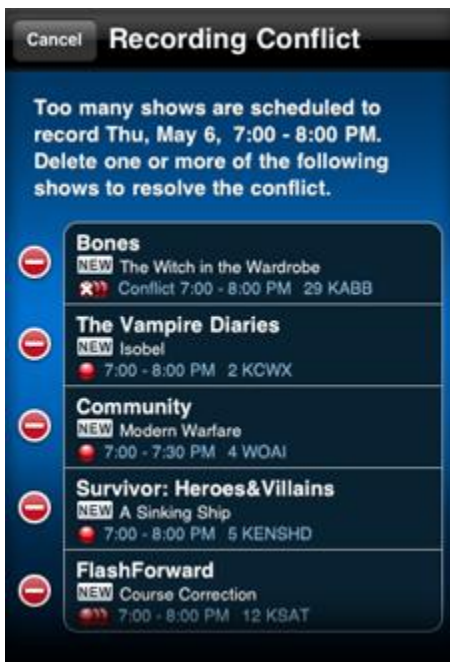 Cancel Recording Conflict
Too many shows are scheduled to
record Thu, May 6, 7:00 - 8:00 PM.
Delete one or more of the following
shows to resolve the conflict.
Bones
NEW The Witch in the Wardrobe
Conflict 7:00 - 8:00 PM 29 KABB
The Vampire Diaries
NEW Isobel
7:00 - 8:00 PM 2 KCWX
Community
NEW Modern Warfare
7:00 - 7:30 PM 4 WOAI
Survivor: Heroes&Villains
NEW A Sinking Ship
7:00 - 8:00 PM 5 KENSHD
FlashForward
NEW Course Correction
7:00 - 8:00 PM 12 KSAT